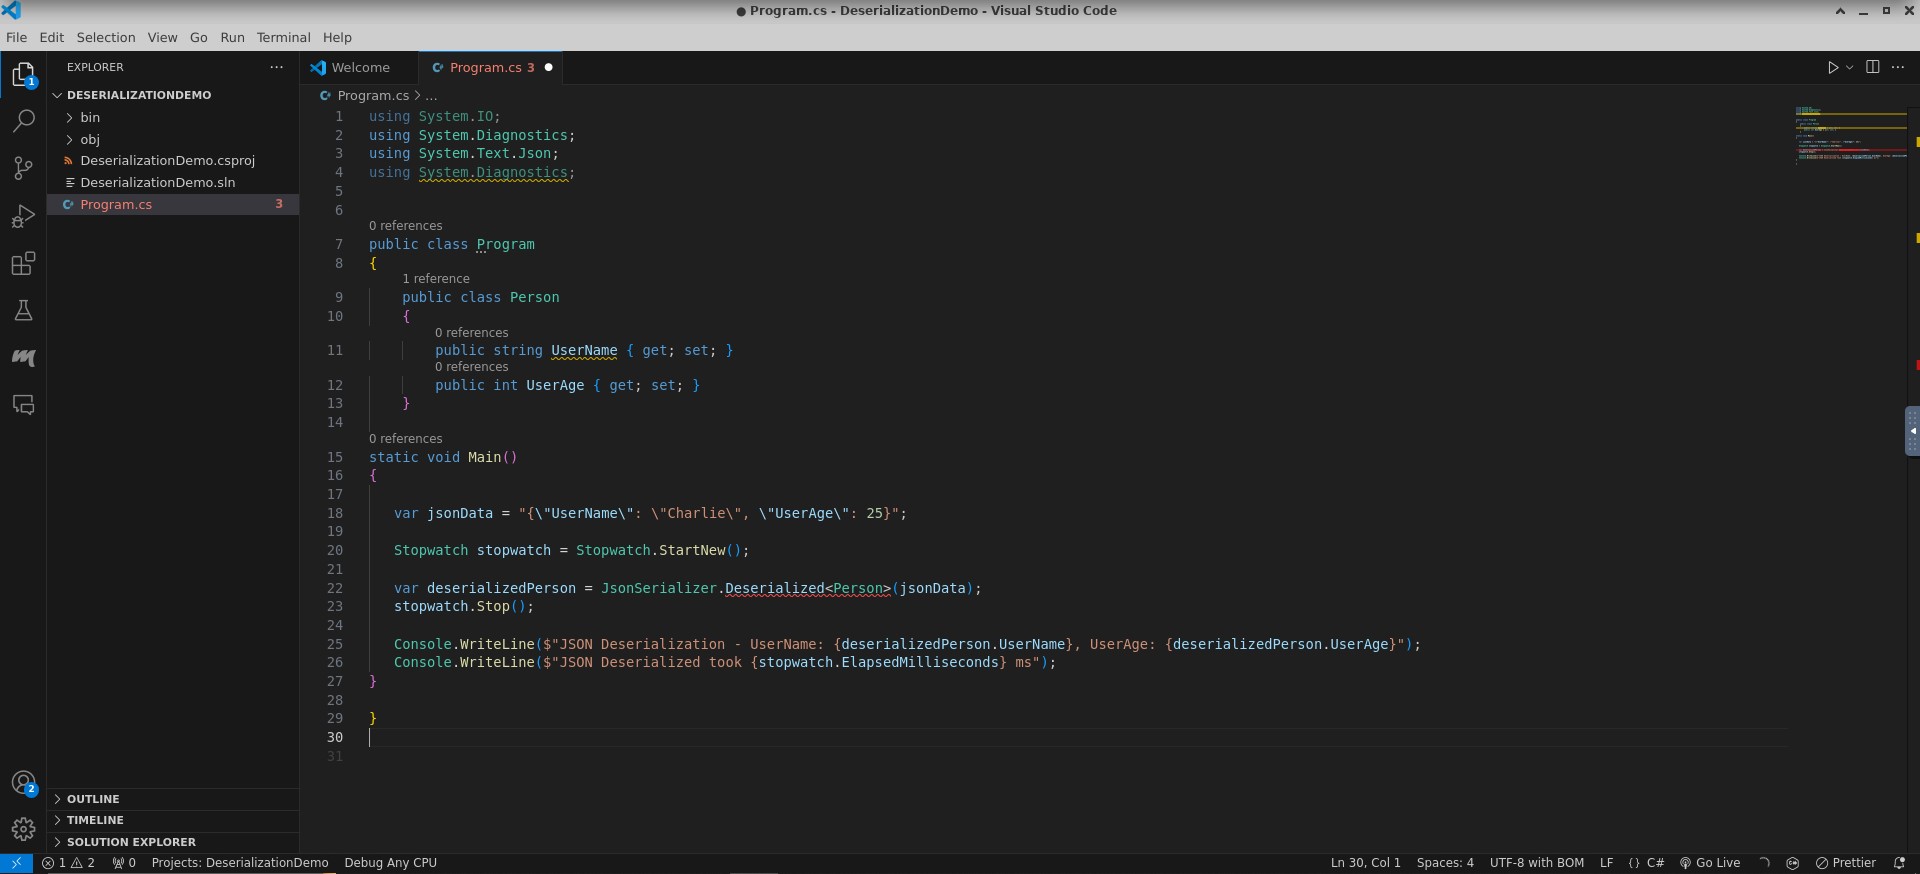 Program.cs - DeserializationDemo - Visual Studio Code
File Edit Selection View Go Run Terminal Help
EXPLORER
1
DESERIALIZATIONDEMO
bin
obj
DeserializationDemo.csproj
DeserializationDemo.sln
Program.cs 3
Welcome
Program.cs 3
Program.cs > ...
1 using System.IO;
2 using System.Diagnostics;
3 using System.Text.Json;
4 using System.Diagnostics;
5
6
0 references
7 public class Program
8 {
1 reference
9 public class Person
10 {
0 references
11 public string UserName { get; set; }
0 references
12 public int UserAge { get; set; }
13 }
14
0 references
15 static void Main()
16 {
17
18 var jsonData = "{\"UserName\": \"Charlie\", \"UserAge\": 25}";
19
20 Stopwatch stopwatch = Stopwatch.StartNew();
21
22 var deserializedPerson = JsonSerializer.Deserialized<Person>(jsonData);
23 stopwatch.Stop();
24
25 Console.WriteLine($"JSON Deserialization - UserName: {deserializedPerson.UserName}, UserAge: {deserializedPerson.UserAge}");
26 Console.WriteLine($"JSON Deserialized took {stopwatch.ElapsedMilliseconds} ms");
27 }
28
29 }
30
31
2
OUTLINE
TIMELINE
SOLUTION EXPLORER
1 2 0 Projects: DeserializationDemo Debug Any CPU Ln 30, Col 1 Spaces: 4 UTF-8 with BOM LF {} C# Go Live Prettier